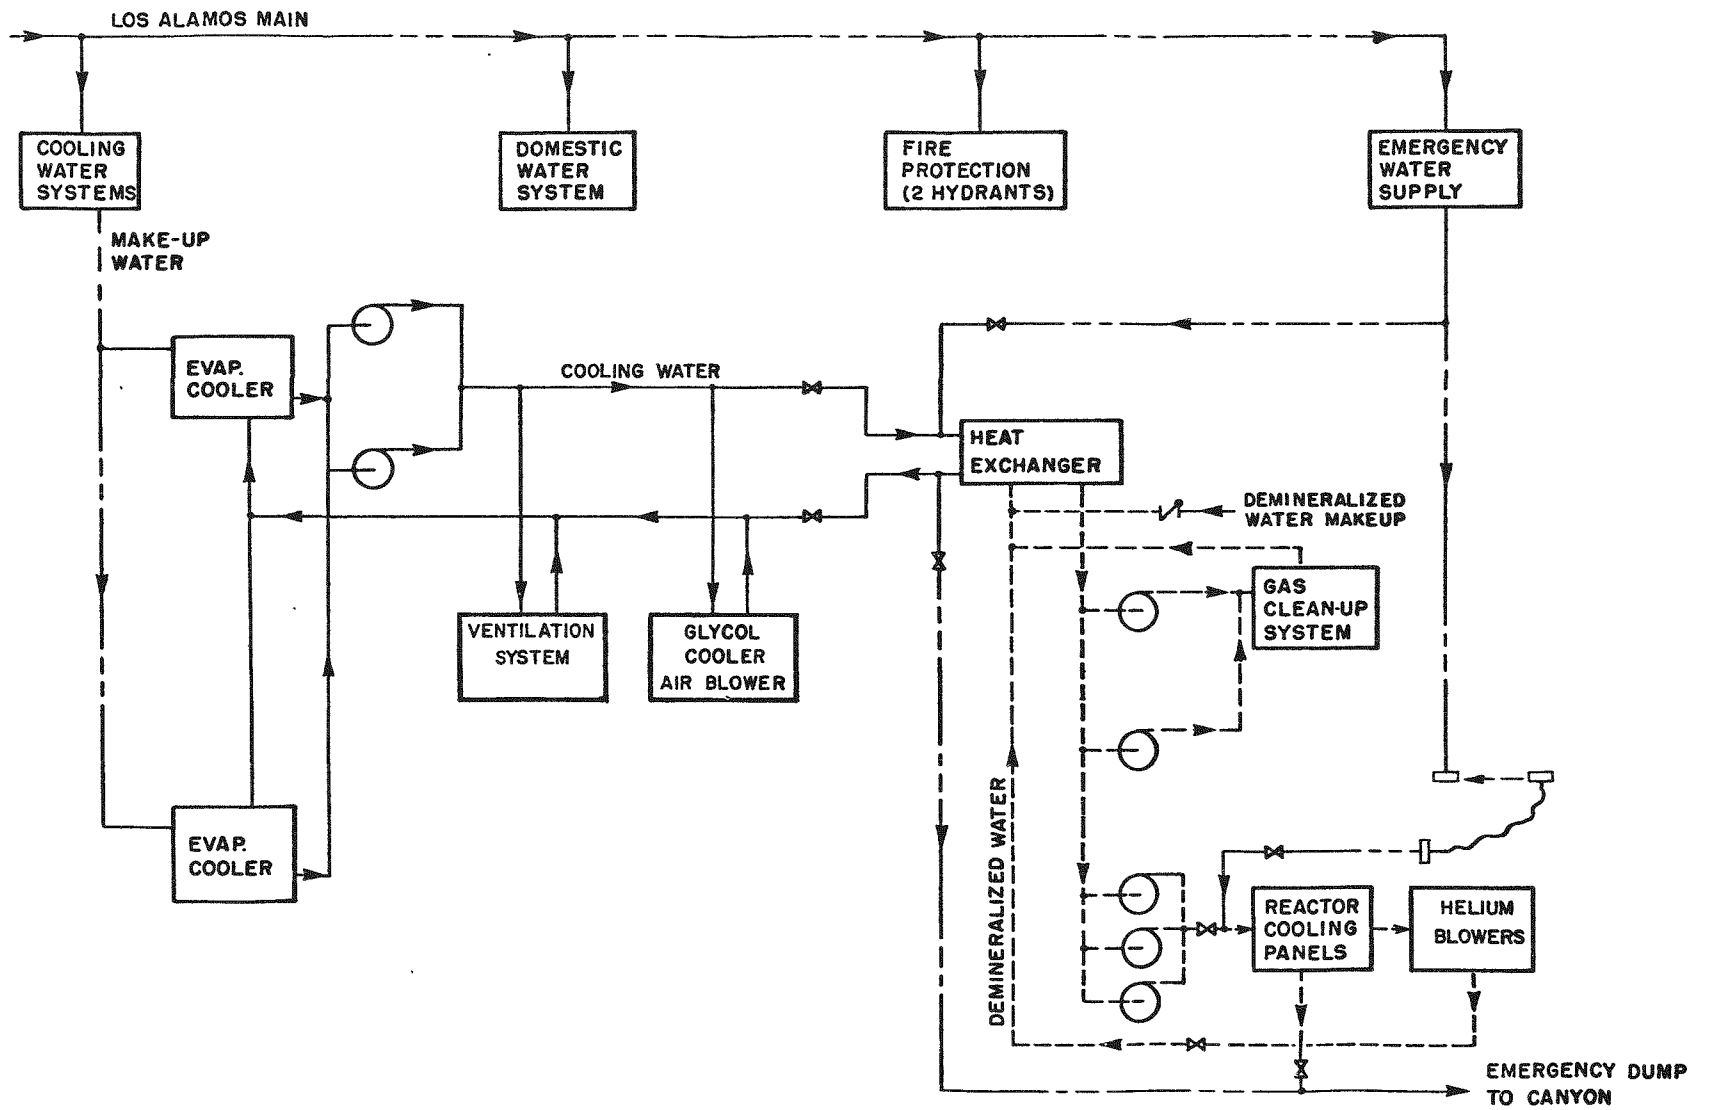 LOS ALAMOS MAIN
COOLING
WATER
SYSTEMS
DOMESTIC
WATER
SYSTEM
FIRE
PROTECTION
(2 HYDRANTS)
EMERGENCY
WATER
SUPPLY
MAKE-UP
WATER
EVAP.
COOLER
COOLING WATER
HEAT
EXCHANGER
DEMINERALIZED
WATER MAKEUP
GAS
CLEAN-UP
SYSTEM
VENTILATION
SYSTEM
GLYCOL
COOLER
AIR BLOWER
EVAP.
COOLER
DEMINERALIZED WATER
REACTOR
COOLING
PANELS
HELIUM
BLOWERS
EMERGENCY DUMP
TO CANYON